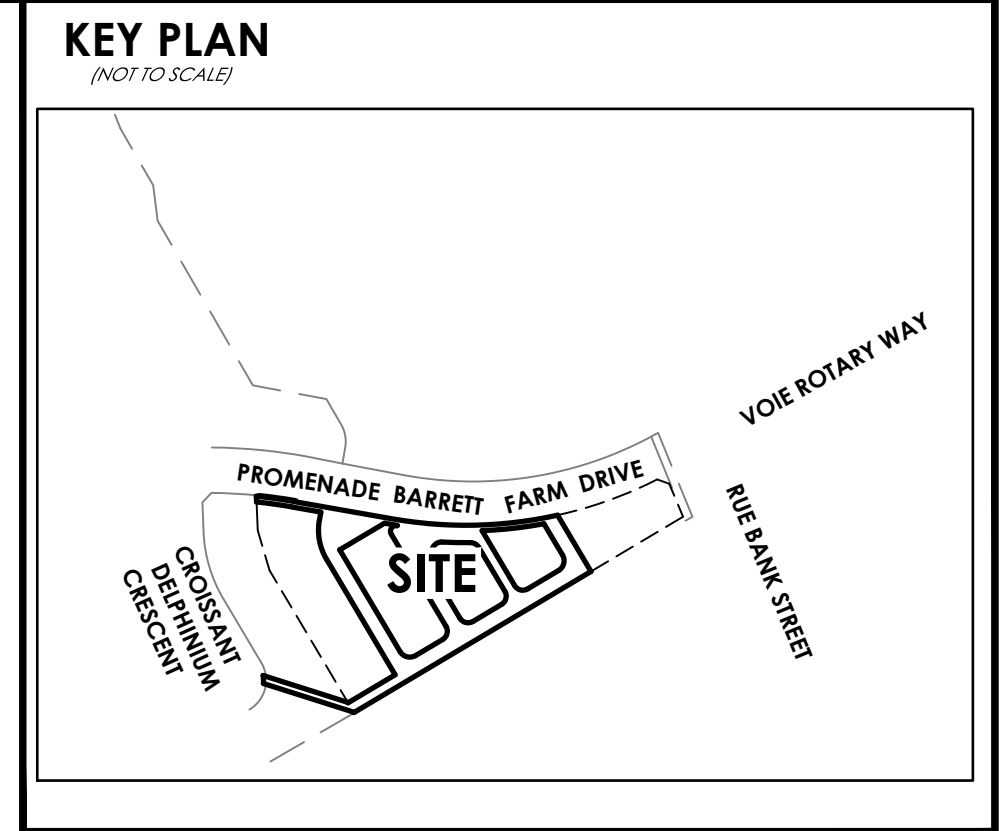 KEY PLAN
(NOT TO SCALE)
VOIE ROTARY WAY
PROMENADE BARRETT FARM DRIVE
RUE BANK STREET
SITE
CROISSANT
DELPHINIUM
CRESCENT